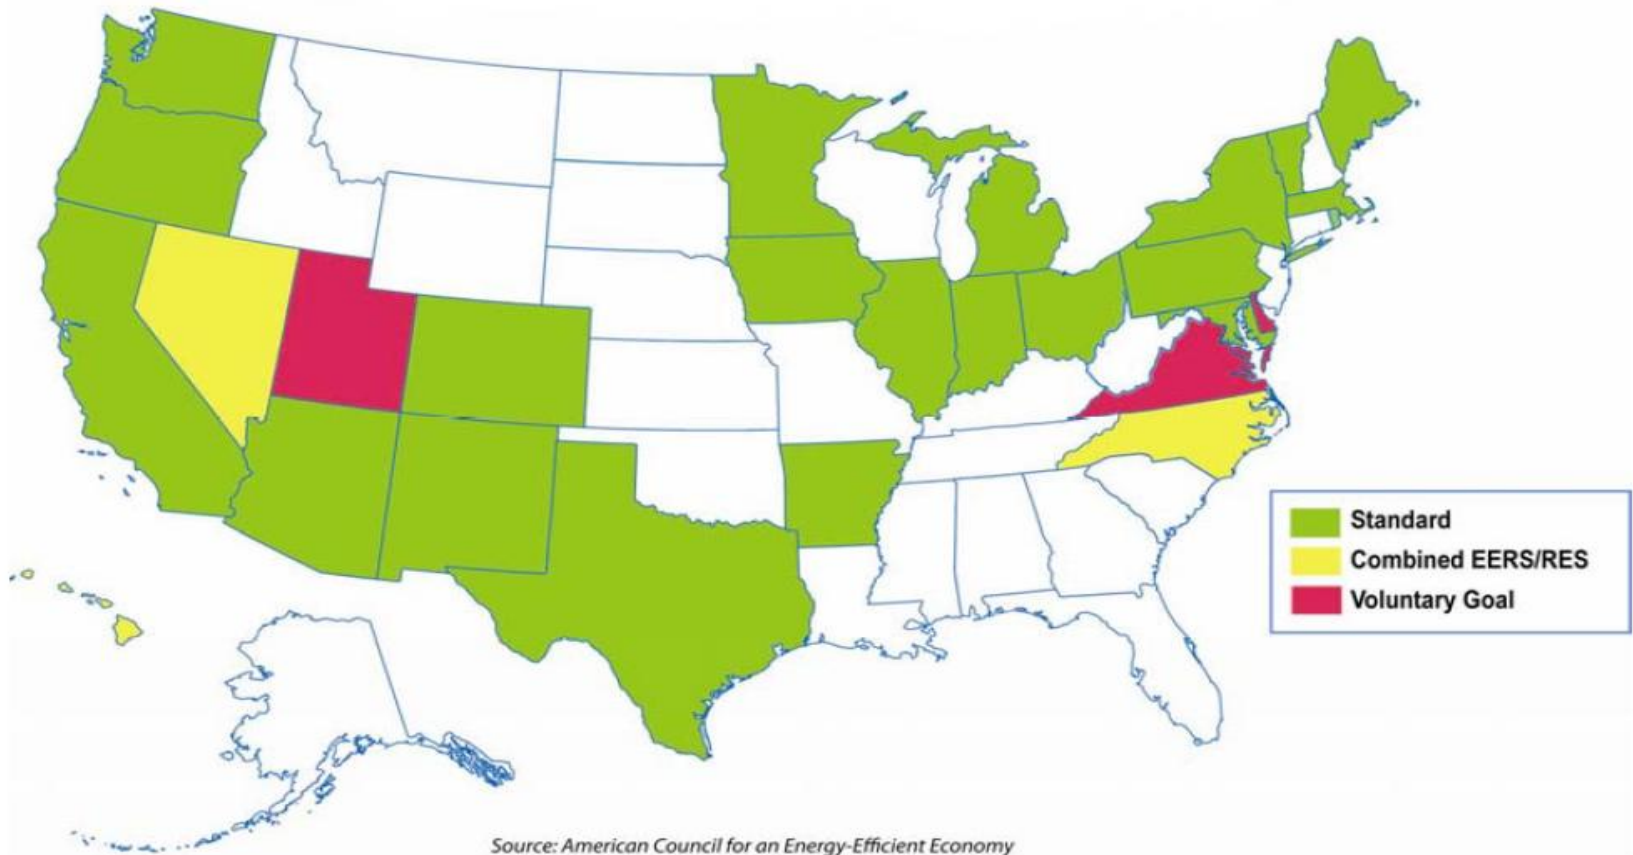 Standard
Combined EERS/RES
Voluntary Goal
Source: American Council for an Energy-Efficient Economy